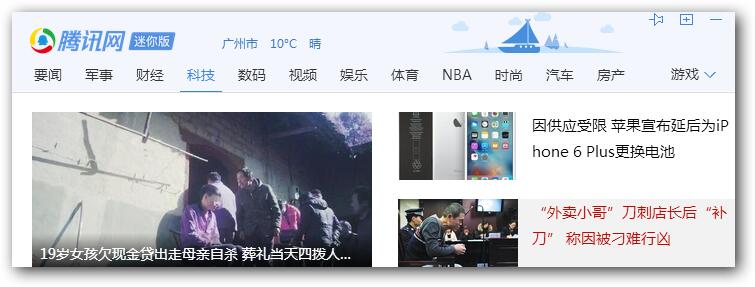 腾讯网 迷你版
广州市 10°C 晴
要闻 军事 财经 科技 数码 视频 娱乐 体育 NBA 时尚 汽车 房产 游戏
19岁女孩欠现金贷出走母亲自杀 葬礼当天四拨人...
因供应受限 苹果宣布延后为iP
hone 6 Plus更换电池
“外卖小哥”刀刺店长后“补
刀” 称因被刁难行凶